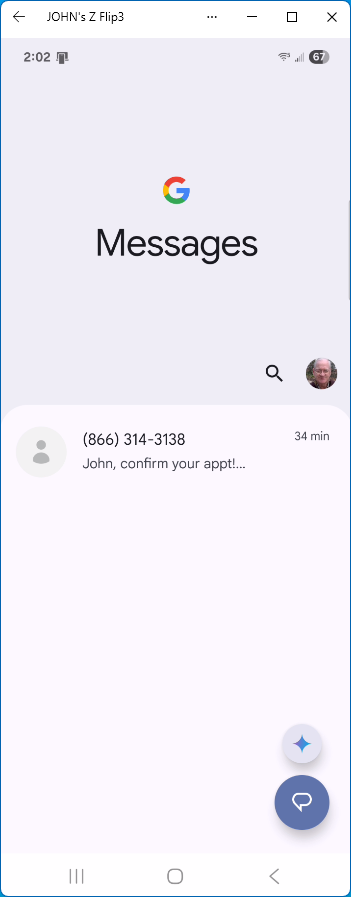 JOHN's Z Flip3
2:02
67
Messages
(866) 314-3138
34 min
John, confirm your appt!...